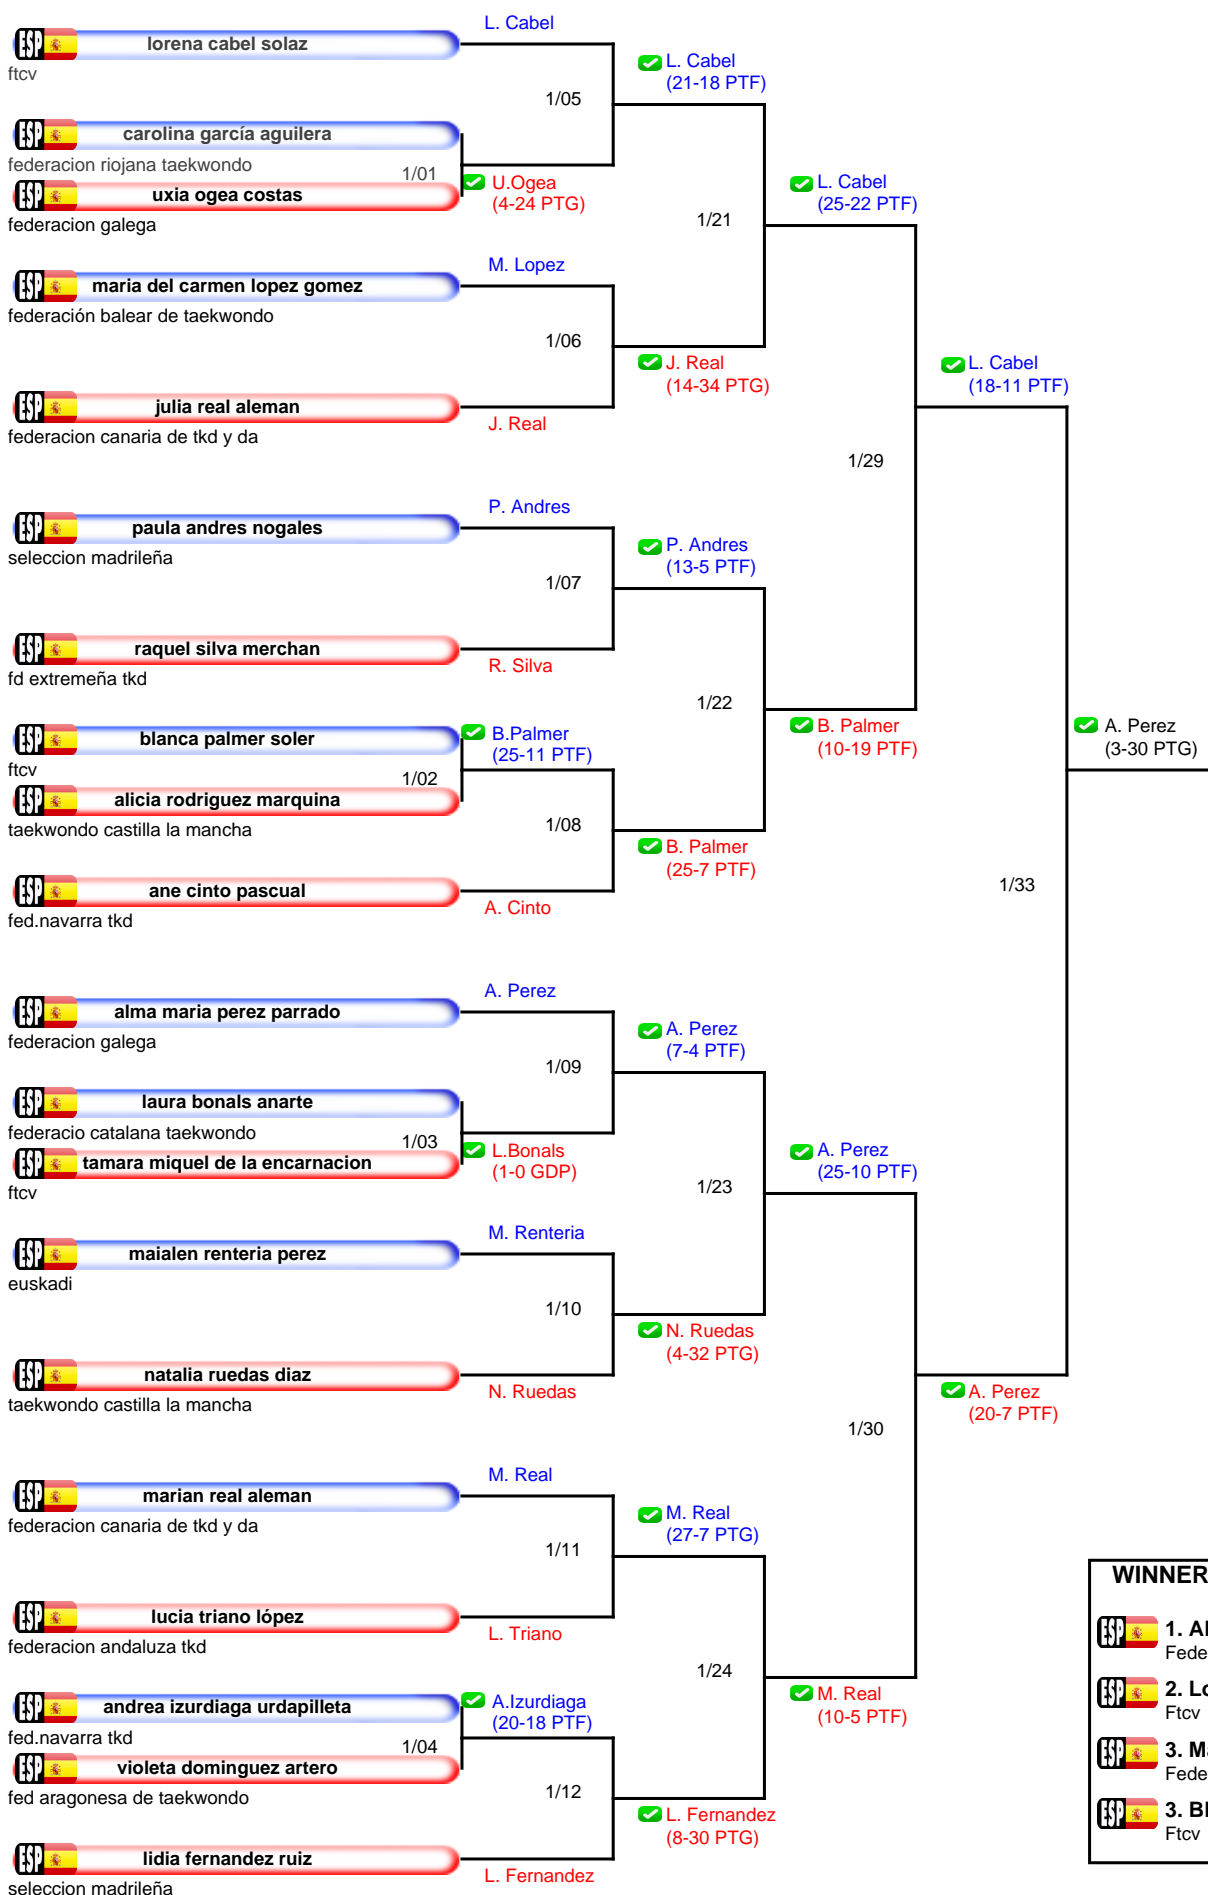 L. Cabel
ESP lorena cabel solaz
ftcv
L. Cabel
(21-18 PTF)
1/05
ESP carolina garcía aguilera
federacion riojana taekwondo
1/01
ESP uxia ogea costas
federacion galega
U.Ogea
(4-24 PTG)
L. Cabel
(25-22 PTF)
1/21
M. Lopez
ESP maria del carmen lopez gomez
federación balear de taekwondo
1/06
J. Real
(14-34 PTG)
ESP julia real aleman
federacion canaria de tkd y da
J. Real
L. Cabel
(18-11 PTF)
1/29
P. Andres
ESP paula andres nogales
seleccion madrileña
P. Andres
(13-5 PTF)
1/07
ESP raquel silva merchan
fd extremeña tkd
R. Silva
1/22
ESP blanca palmer soler
ftcv
B.Palmer
(25-11 PTF)
1/02
ESP alicia rodriguez marquina
taekwondo castilla la mancha
B. Palmer
(10-19 PTF)
A. Perez
(3-30 PTG)
1/08
B. Palmer
(25-7 PTF)
ESP ane cinto pascual
fed.navarra tkd
A. Cinto
1/33
A. Perez
ESP alma maria perez parrado
federacion galega
A. Perez
(7-4 PTF)
1/09
ESP laura bonals anarte
federacio catalana taekwondo
1/03
ESP tamara miquel de la encarnacion
ftcv
L.Bonals
(1-0 GDP)
A. Perez
(25-10 PTF)
1/23
M. Renteria
ESP maialen renteria perez
euskadi
1/10
N. Ruedas
(4-32 PTG)
ESP natalia ruedas diaz
taekwondo castilla la mancha
N. Ruedas
A. Perez
(20-7 PTF)
1/30
M. Real
ESP marian real aleman
federacion canaria de tkd y da
M. Real
(27-7 PTG)
1/11
ESP lucia triano lópez
federacion andaluza tkd
L. Triano
1/24
ESP andrea izurdiaga urdapilleta
fed.navarra tkd
A.Izurdiaga
(20-18 PTF)
1/04
ESP violeta dominguez artero
fed aragonesa de taekwondo
M. Real
(10-5 PTF)
1/12
L. Fernandez
(8-30 PTG)
ESP lidia fernandez ruiz
seleccion madrileña
L. Fernandez
WINNER
ESP 1. Al
Fede
ESP 2. Lo
Ftcv
ESP 3. Ma
Fede
ESP 3. Bl
Ftcv